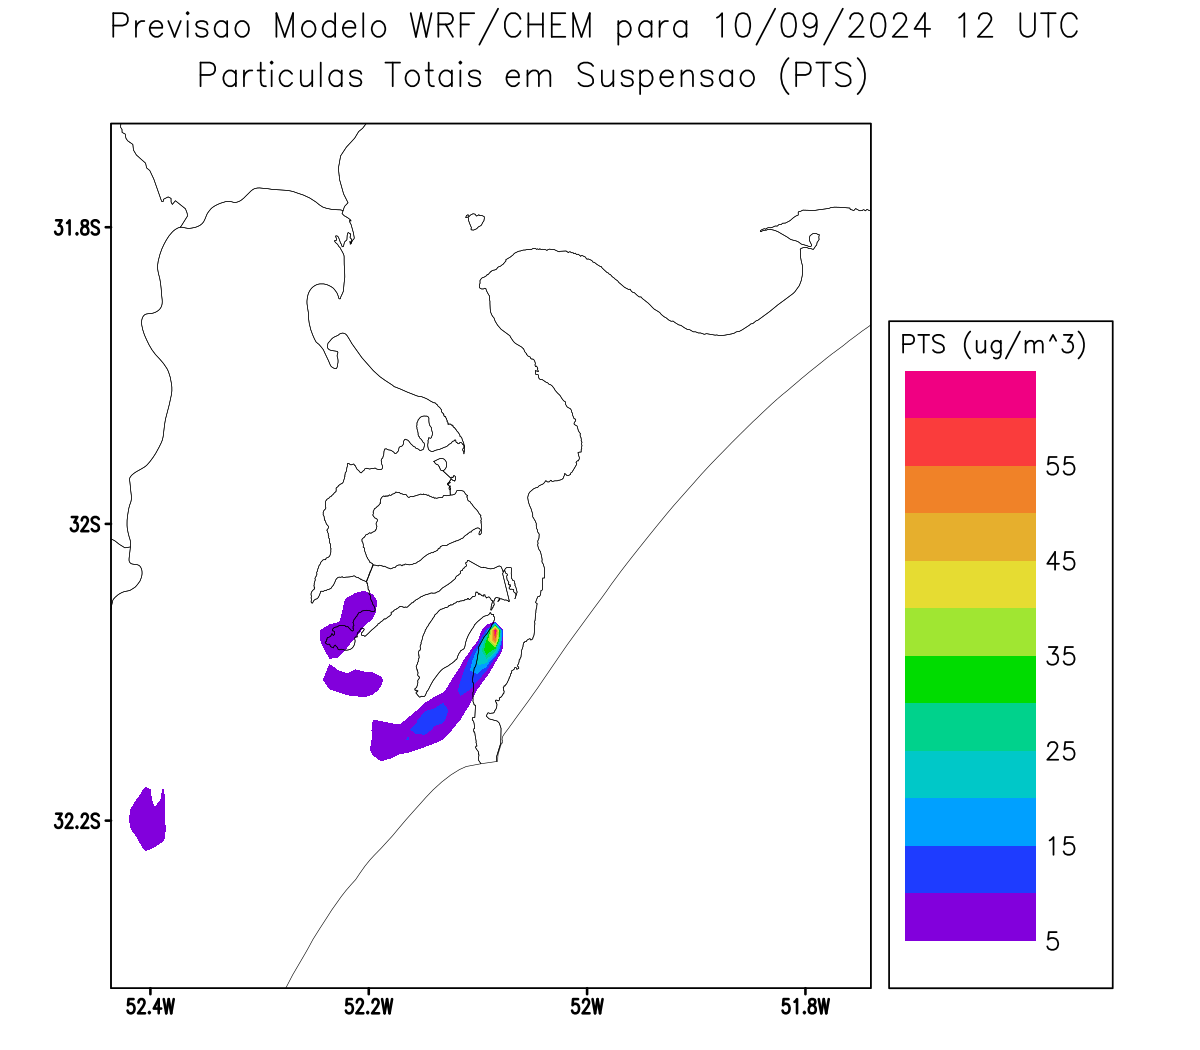 Previsao Modelo WRF/CHEM para 10/09/2024 12 UTC
Particulas Totais em Suspensao (PTS)
31.8S
32S
32.2S
52.4W
52.2W
52W
51.8W
PTS (ug/m^3)
55
45
35
25
15
5